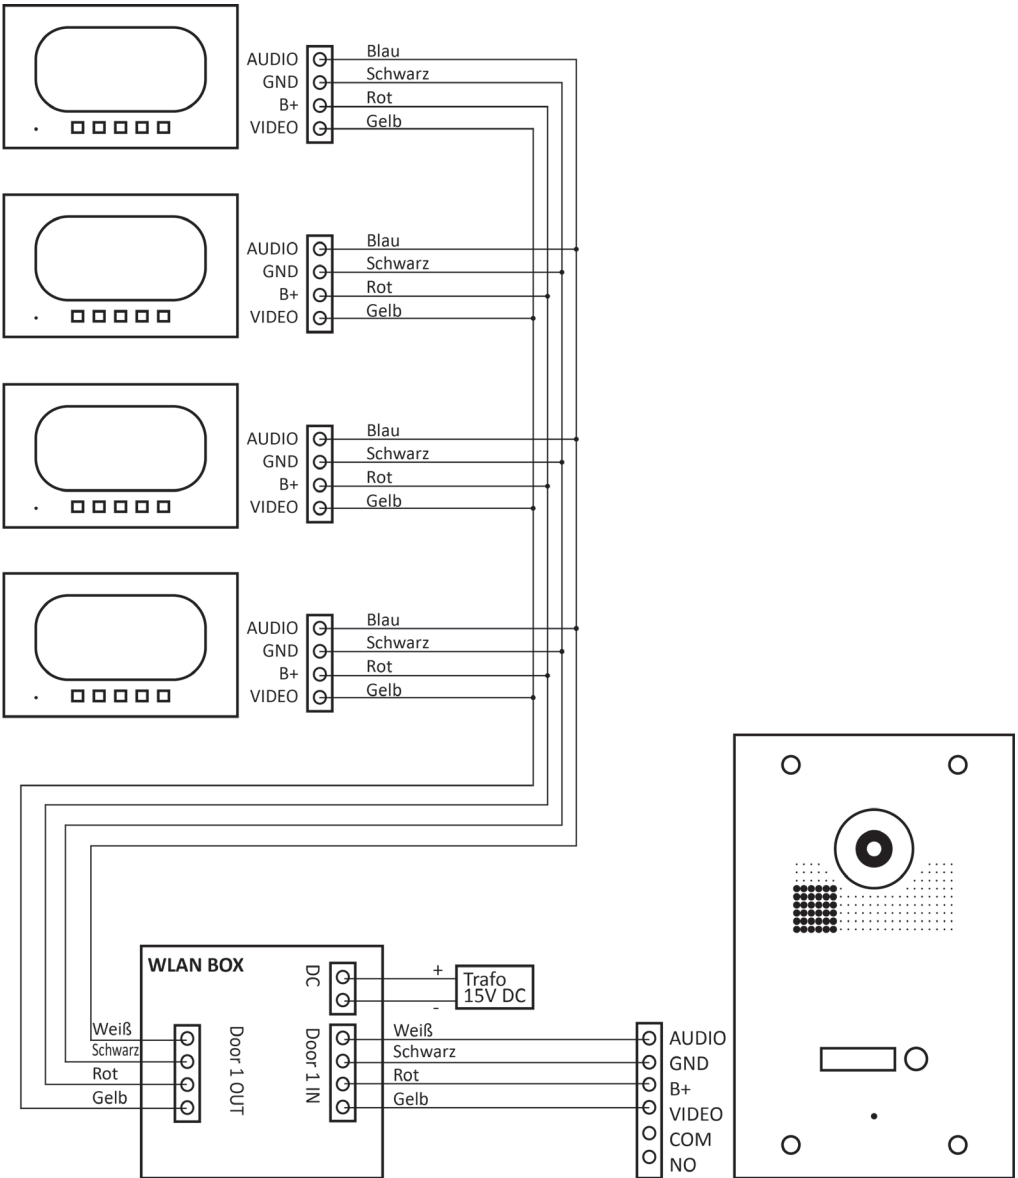 AUDIO Blau
GND Schwarz
B+ Rot
VIDEO Gelb
AUDIO Blau
GND Schwarz
B+ Rot
VIDEO Gelb
AUDIO Blau
GND Schwarz
B+ Rot
VIDEO Gelb
AUDIO Blau
GND Schwarz
B+ Rot
VIDEO Gelb
WLAN BOX
DC
+
-
Trafo
15V DC
Weiß
Schwarz
Rot
Gelb
Door 1 OUT
Door 1 IN
Weiß
Schwarz
Rot
Gelb
AUDIO
GND
B+
VIDEO
COM
NO